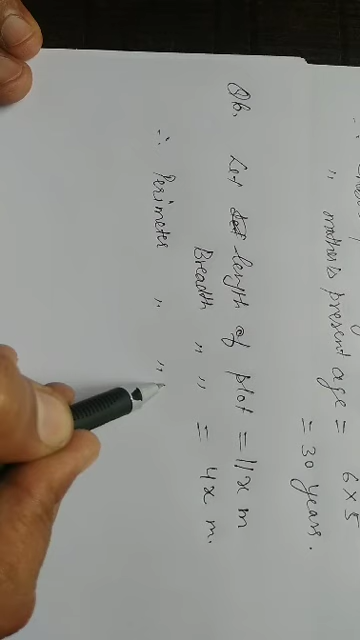 " mother's present age = 6 x 5
= 30 years.
Q6. Let length of plot = 11x m
Breadth " " = 4x m.
∴ Perimeter " "